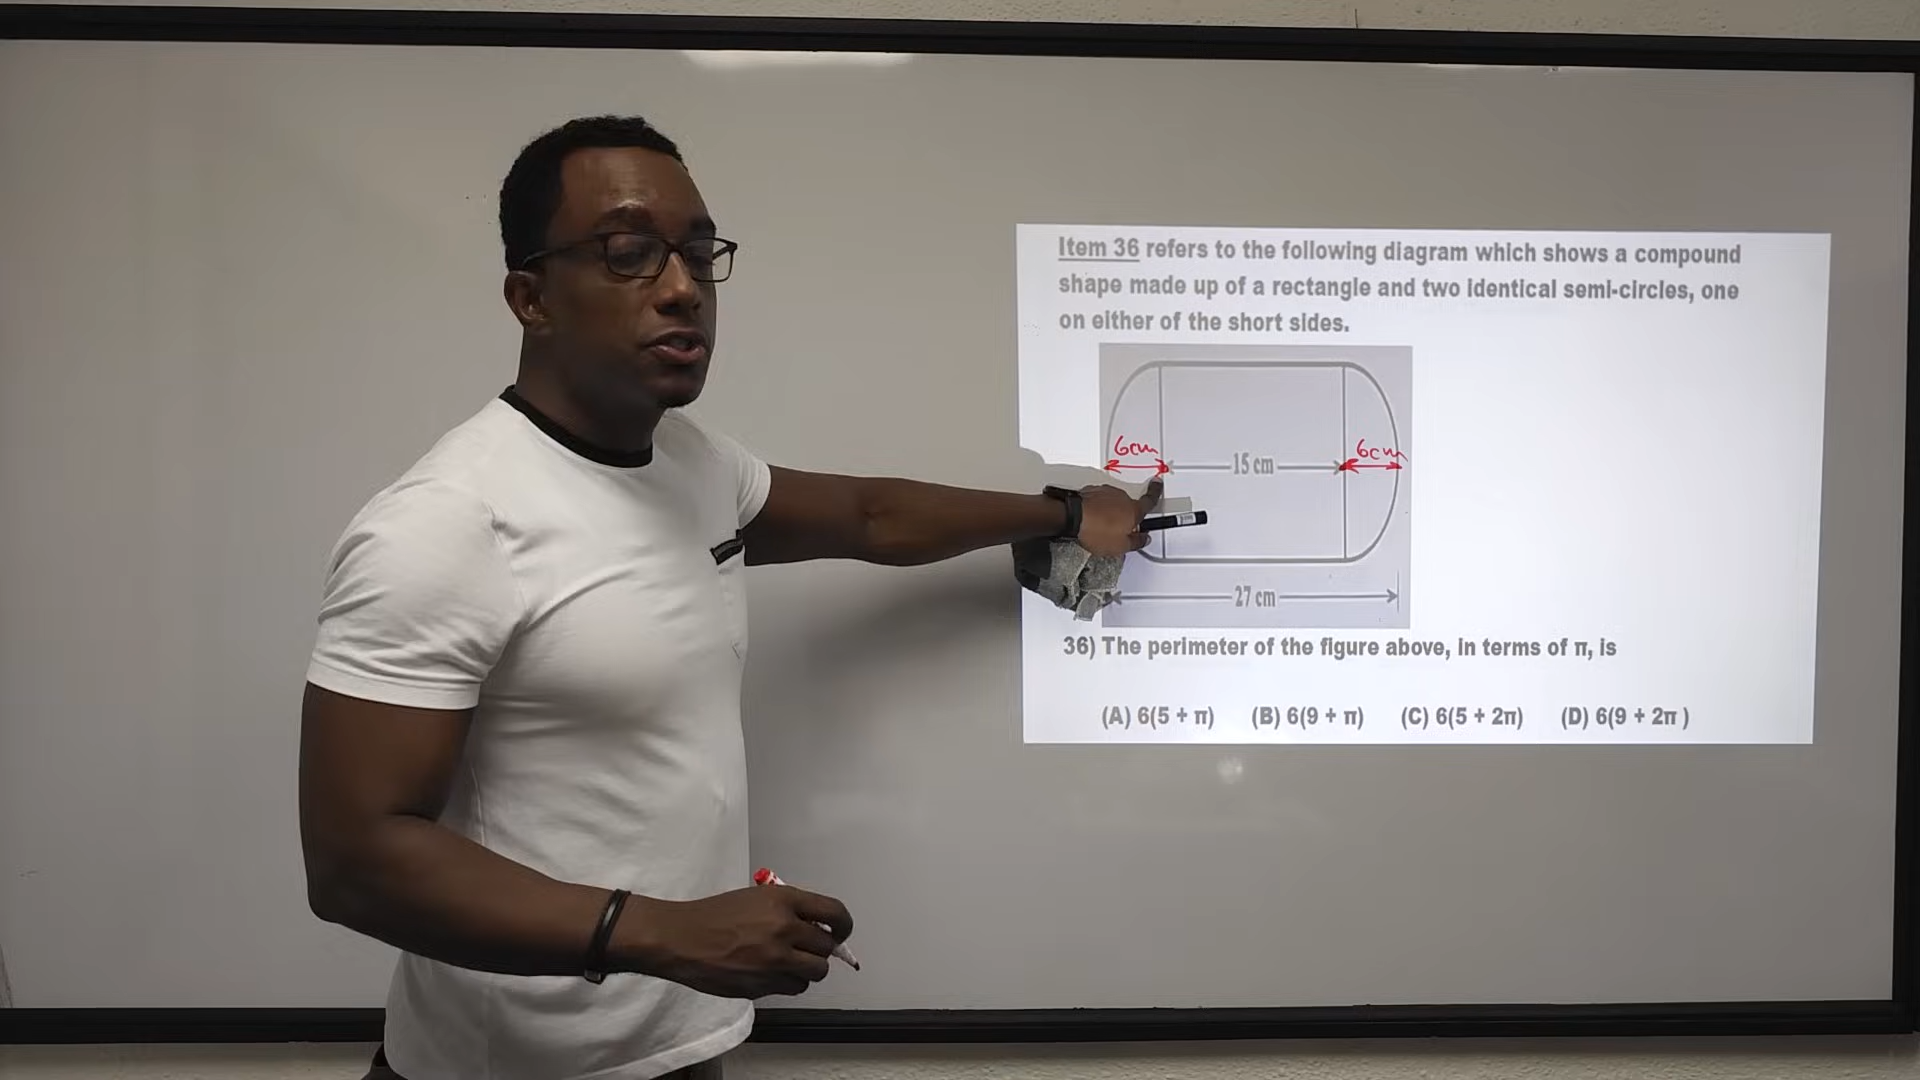 Item 36 refers to the following diagram which shows a compound
shape made up of a rectangle and two identical semi-circles, one
on either of the short sides.
6cm
15 cm
6cm
27 cm
36) The perimeter of the figure above, in terms of π, is
(A) 6(5 + π) (B) 6(9 + π) (C) 6(5 + 2π) (D) 6(9 + 2π )